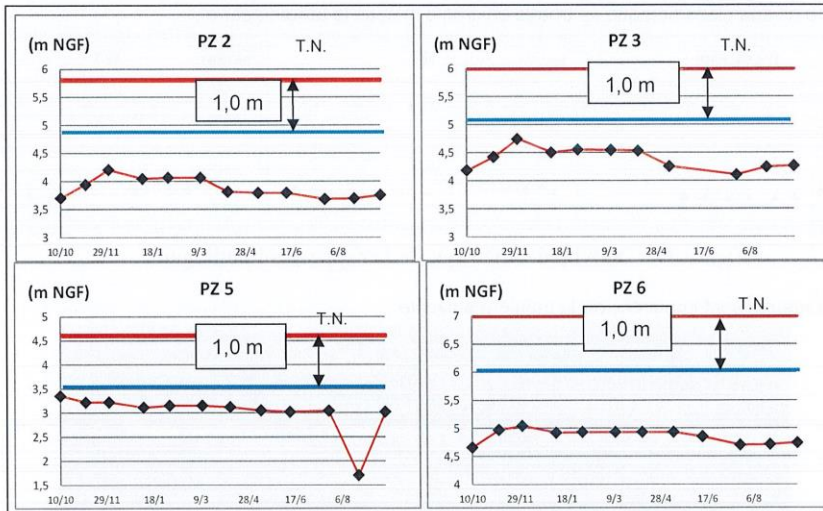 (m NGF) PZ 2 T.N.
6
5,5
1,0 m
5
4,5
4
3,5
3
10/10 29/11 18/1 9/3 28/4 17/6 6/8
(m NGF) PZ 3 T.N.
6
5,5
1,0 m
5
4,5
4
3,5
3
10/10 29/11 18/1 9/3 28/4 17/6 6/8
(m NGF) PZ 5
5
T.N.
4,5
1,0 m
4
3,5
3
2,5
2
1,5
10/10 29/11 18/1 9/3 28/4 17/6 6/8
(m NGF) PZ 6
T.N.
7
1,0 m
6,5
6
5,5
5
4,5
4
10/10 29/11 18/1 9/3 28/4 17/6 6/8